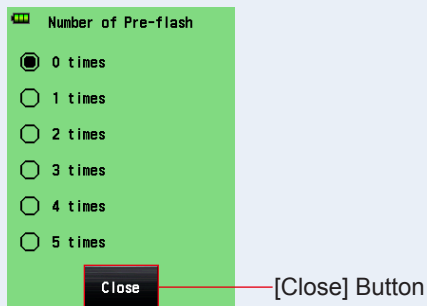 Number of Pre-flash
0 times
1 times
2 times
3 times
4 times
5 times
Close
[Close] Button